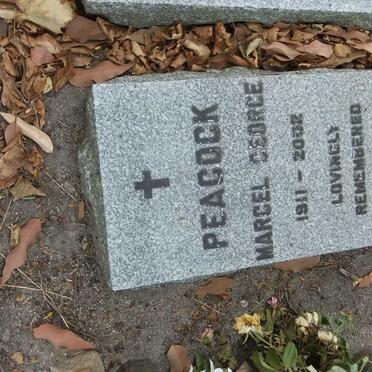 PEACOCK
MARCEL GEORGE
1911 - 2002
LOVINGLY
REMEMBERED